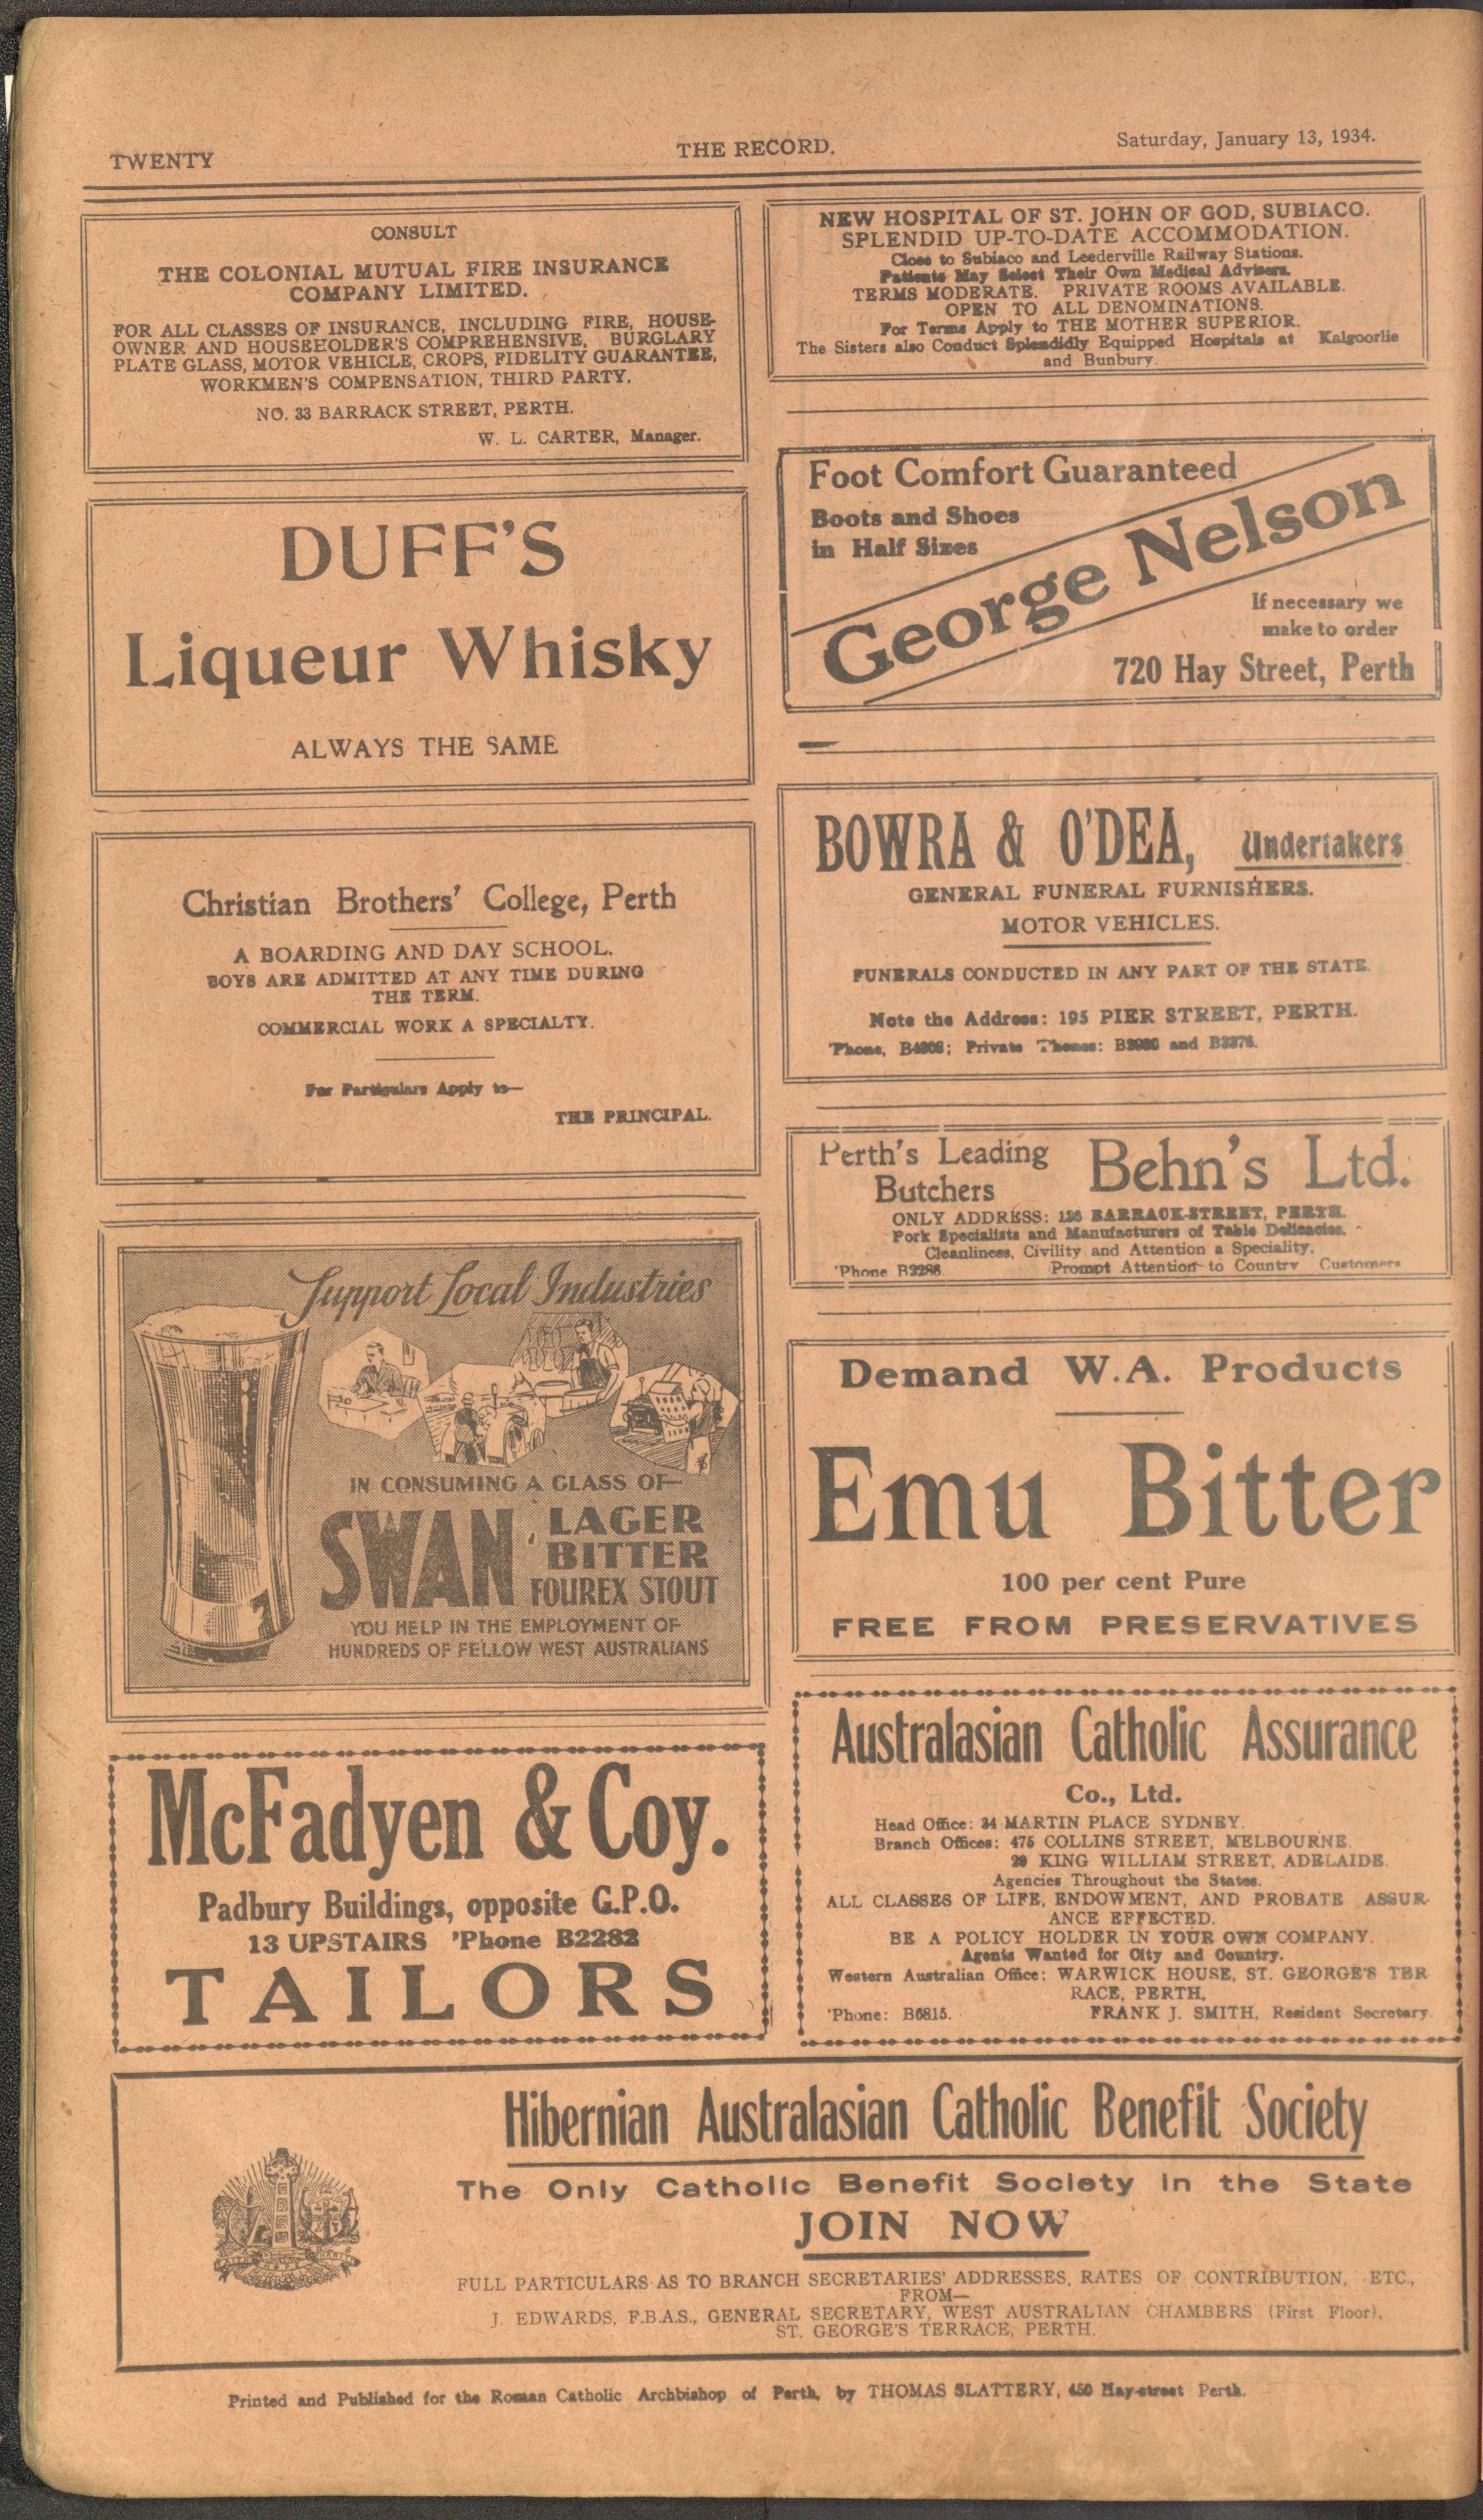 TWENTY
THE RECORD.
Saturday, January 13, 1934.
CONSULT
THE COLONIAL MUTUAL FIRE INSURANCE
COMPANY LIMITED.
FOR ALL CLASSES OF INSURANCE, INCLUDING FIRE, HOUSE-
OWNER AND HOUSEHOLDER'S COMPREHENSIVE, BURGLARY
PLATE GLASS, MOTOR VEHICLE, CROPS, FIDELITY GUARANTEE,
WORKMEN'S COMPENSATION, THIRD PARTY.
NO. 33 BARRACK STREET, PERTH.
W. L. CARTER, Manager.
DUFF'S
Liqueur Whisky
ALWAYS THE SAME
Christian Brothers' College, Perth
A BOARDING AND DAY SCHOOL.
BOYS ARE ADMITTED AT ANY TIME DURING
THE TERM.
COMMERCIAL WORK A SPECIALTY.
For Particulars Apply to—
THE PRINCIPAL.
Support Local Industries
IN CONSUMING A GLASS OF—
SWAN LAGER
BITTER
FOUREX STOUT
YOU HELP IN THE EMPLOYMENT OF
HUNDREDS OF FELLOW WEST AUSTRALIANS
McFadyen & Coy.
Padbury Buildings, opposite G.P.O.
13 UPSTAIRS 'Phone B2282
TAILORS
NEW HOSPITAL OF ST. JOHN OF GOD, SUBIACO.
SPLENDID UP-TO-DATE ACCOMMODATION.
Close to Subiaco and Leederville Railway Stations.
Patients May Select Their Own Medical Advisers.
TERMS MODERATE. PRIVATE ROOMS AVAILABLE.
OPEN TO ALL DENOMINATIONS.
For Terms Apply to THE MOTHER SUPERIOR.
The Sisters also Conduct Splendidly Equipped Hospitals at Kalgoorlie
and Bunbury.
Foot Comfort Guaranteed
Boots and Shoes
in Half Sizes
George Nelson
If necessary we
make to order
720 Hay Street, Perth
BOWRA & O'DEA, Undertakers
GENERAL FUNERAL FURNISHERS.
MOTOR VEHICLES.
FUNERALS CONDUCTED IN ANY PART OF THE STATE.
Note the Address: 195 PIER STREET, PERTH.
'Phone, B4308; Private and
Perth's Leading
Butchers
Behn's Ltd.
ONLY ADDRESS: BARRACK-STREET, PERTH.
Pork Specialists and Manufacturers of Table Delicacies.
Cleanliness, Civility and Attention a Speciality.
'Phone B2286 Prompt Attention to Country Customers
Demand W.A. Products
Emu Bitter
100 per cent Pure
FREE FROM PRESERVATIVES
Australasian Catholic Assurance
Co., Ltd.
Head Office: 34 MARTIN PLACE SYDNEY.
Branch Offices: 475 COLLINS STREET, MELBOURNE.
29 KING WILLIAM STREET, ADELAIDE.
Agencies Throughout the States.
ALL CLASSES OF LIFE, ENDOWMENT, AND PROBATE ASSUR-
ANCE EFFECTED.
BE A POLICY HOLDER IN YOUR OWN COMPANY.
Agents Wanted for City and Country.
Western Australian Office: WARWICK HOUSE, ST. GEORGE'S TER-
RACE, PERTH,
'Phone: B6815. FRANK J. SMITH, Resident Secretary.
Hibernian Australasian Catholic Benefit Society
The Only Catholic Benefit Society in the State
JOIN NOW
FULL PARTICULARS AS TO BRANCH SECRETARIES' ADDRESSES, RATES OF CONTRIBUTION, ETC.,
FROM—
J. EDWARDS, F.B.A.S., GENERAL SECRETARY, WEST AUSTRALIAN CHAMBERS (First Floor),
ST. GEORGE'S TERRACE, PERTH.
Printed and Published for the Roman Catholic Archbishop of Perth, by THOMAS SLATTERY, 450 Hay-street Perth.